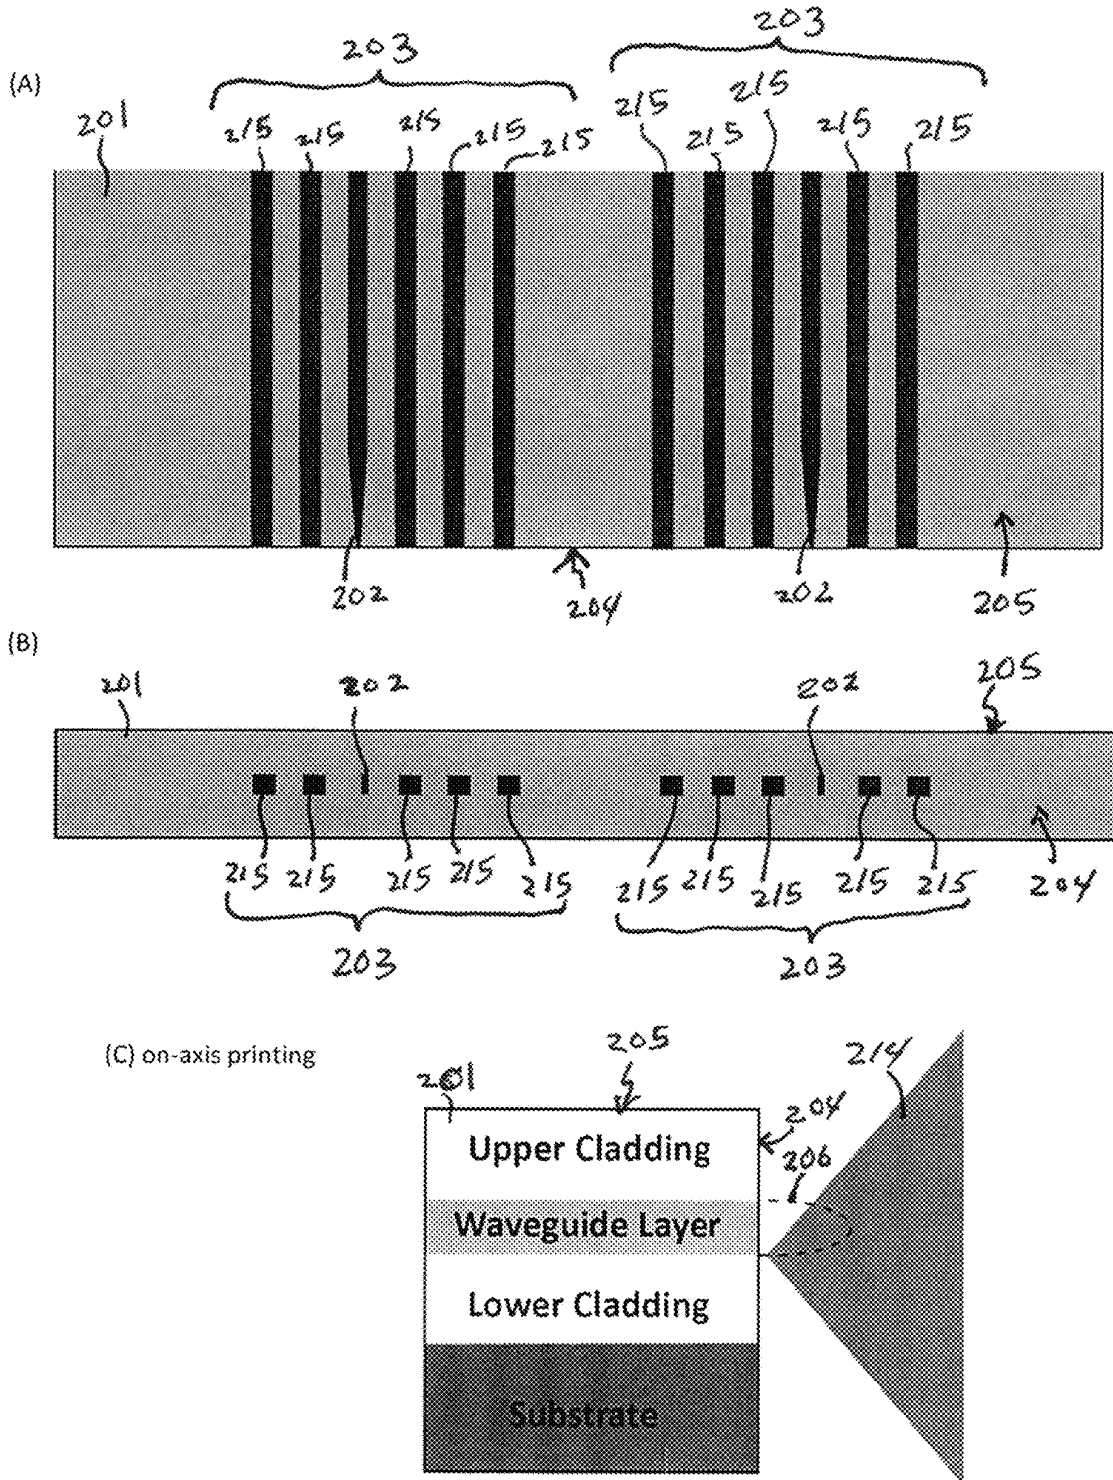 203 203
(A)
201 215 215 215 215 215 215 215 215 215 215
202 204 202 205
(B)
201 202 202 205
215 215 215 215 215 215 215 215 215 215 204
203 203
(C) on-axis printing
205 214
201 204
Upper Cladding 206
Waveguide Layer
Lower Cladding
Substrate